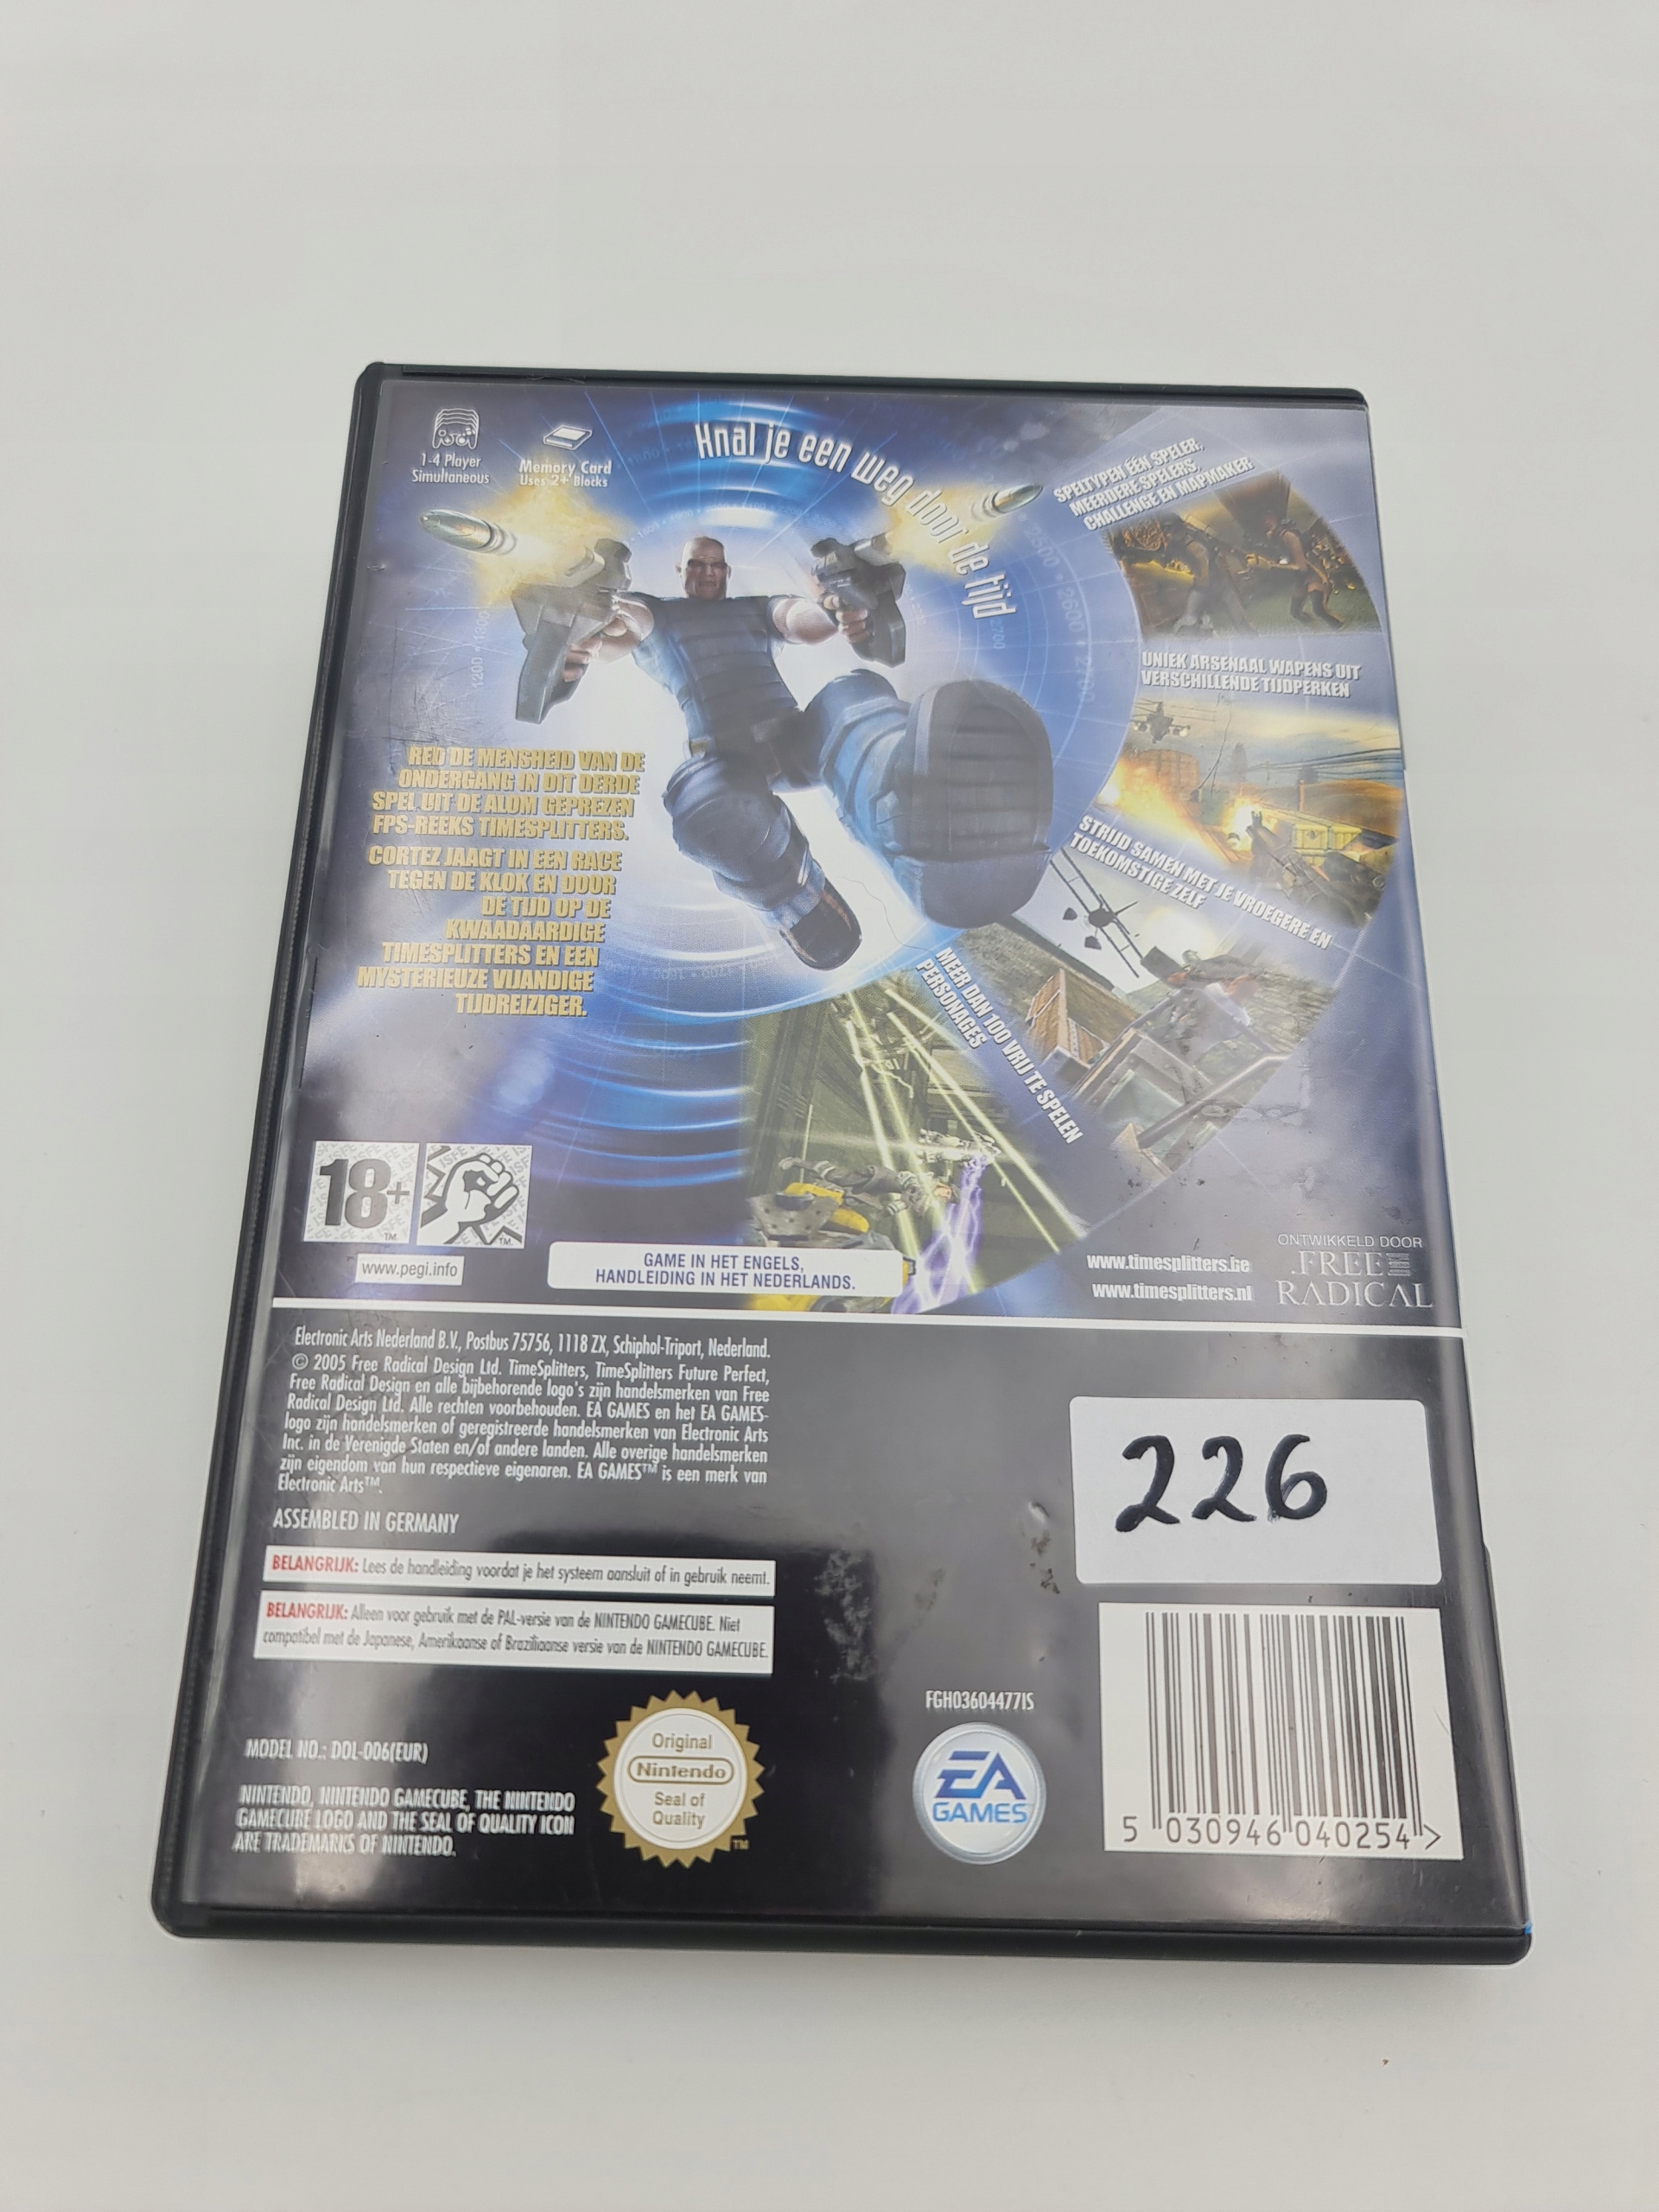 1-4 Player
Simultaneous
Memory Card
Uses 2+ Blocks
Knal je een weg door de tijd
SPELTYPEN ÉÉN SPELER,
MEERDERE SPELERS,
CHALLENGE EN MAPMAKER
UNIEK ARSENAAL WAPENS UIT
VERSCHILLENDE TIJDPERKEN
STRIJD SAMEN MET JE VROEGERE EN
TOEKOMSTIGE ZELF
MEER DAN 100 VRIJ TE SPELEN
PERSONAGES
RED DE MENSHEID VAN DE
ONDERGANG IN DIT DERDE
SPEL UIT DE ALOM GEPREZEN
FPS-REEKS TIMESPLITTERS.
CORTEZ JAAGT IN EEN RACE
TEGEN DE KLOK EN DOOR
DE TIJD OP DE
KWAADAARDIGE
TIMESPLITTERS EN EEN
MYSTERIEUZE VIJANDIGE
TIJDREIZIGER.
18+
www.pegi.info
GAME IN HET ENGELS,
HANDLEIDING IN HET NEDERLANDS.
www.timesplitters.be
www.timesplitters.nl
ONTWIKKELD DOOR
FREE
RADICAL
Electronic Arts Nederland B.V., Postbus 75756, 1118 ZX, Schiphol-Triport, Nederland.
© 2005 Free Radical Design Ltd. TimeSplitters, TimeSplitters Future Perfect,
Free Radical Design en alle bijbehorende logo's zijn handelsmerken van Free
Radical Design Ltd. Alle rechten voorbehouden. EA GAMES en het EA GAMES-
logo zijn handelsmerken of geregistreerde handelsmerken van Electronic Arts
Inc. in de Verenigde Staten en/of andere landen. Alle overige handelsmerken
zijn eigendom van hun respectieve eigenaren. EA GAMES™ is een merk van
Electronic Arts™.
ASSEMBLED IN GERMANY
BELANGRIJK: Lees de handleiding voordat je het systeem aansluit of in gebruik neemt.
BELANGRIJK: Alleen voor gebruik met de PAL-versie van de NINTENDO GAMECUBE. Niet
compatibel met de Japanese, Amerikaanse of Braziliaanse versie van de NINTENDO GAMECUBE.
226
MODEL NO.: DOL-006(EUR)
NINTENDO, NINTENDO GAMECUBE, THE NINTENDO
GAMECUBE LOGO AND THE SEAL OF QUALITY ICON
ARE TRADEMARKS OF NINTENDO.
Original
Nintendo
Seal of
Quality
TM
FGH03604477IS
EA
GAMES
5 030946 040254 >